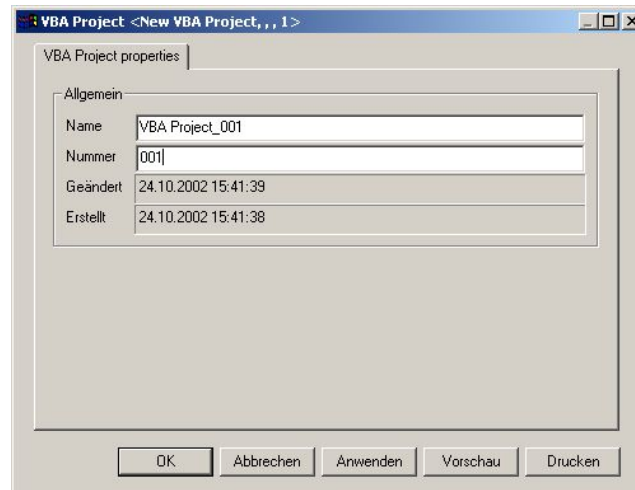 VBA Project <New VBA Project, , , 1>
VBA Project properties
Allgemein
Name VBA Project_001
Nummer 001
Geändert 24.10.2002 15:41:39
Erstellt 24.10.2002 15:41:38
OK Abbrechen Anwenden Vorschau Drucken